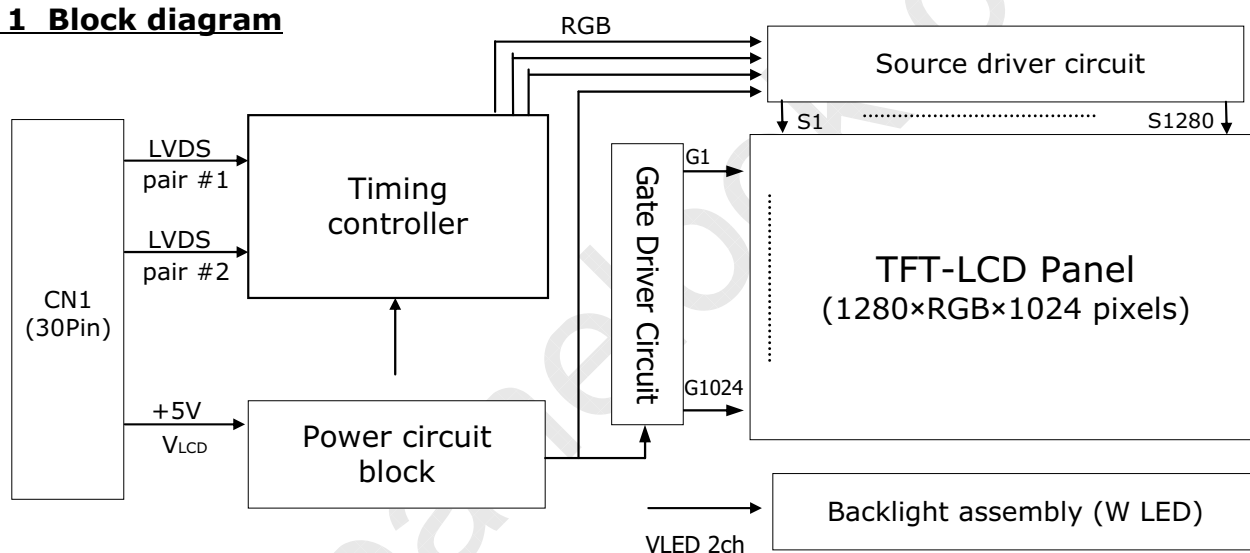 1 Block diagram
RGB
Source driver circuit
S1
S1280
CN1
(30Pin)
LVDS
pair #1
LVDS
pair #2
+5V
VLCD
Timing
controller
Power circuit
block
Gate Driver Circuit
G1
G1024
TFT-LCD Panel
(1280×RGB×1024 pixels)
VLED 2ch
Backlight assembly (W LED)